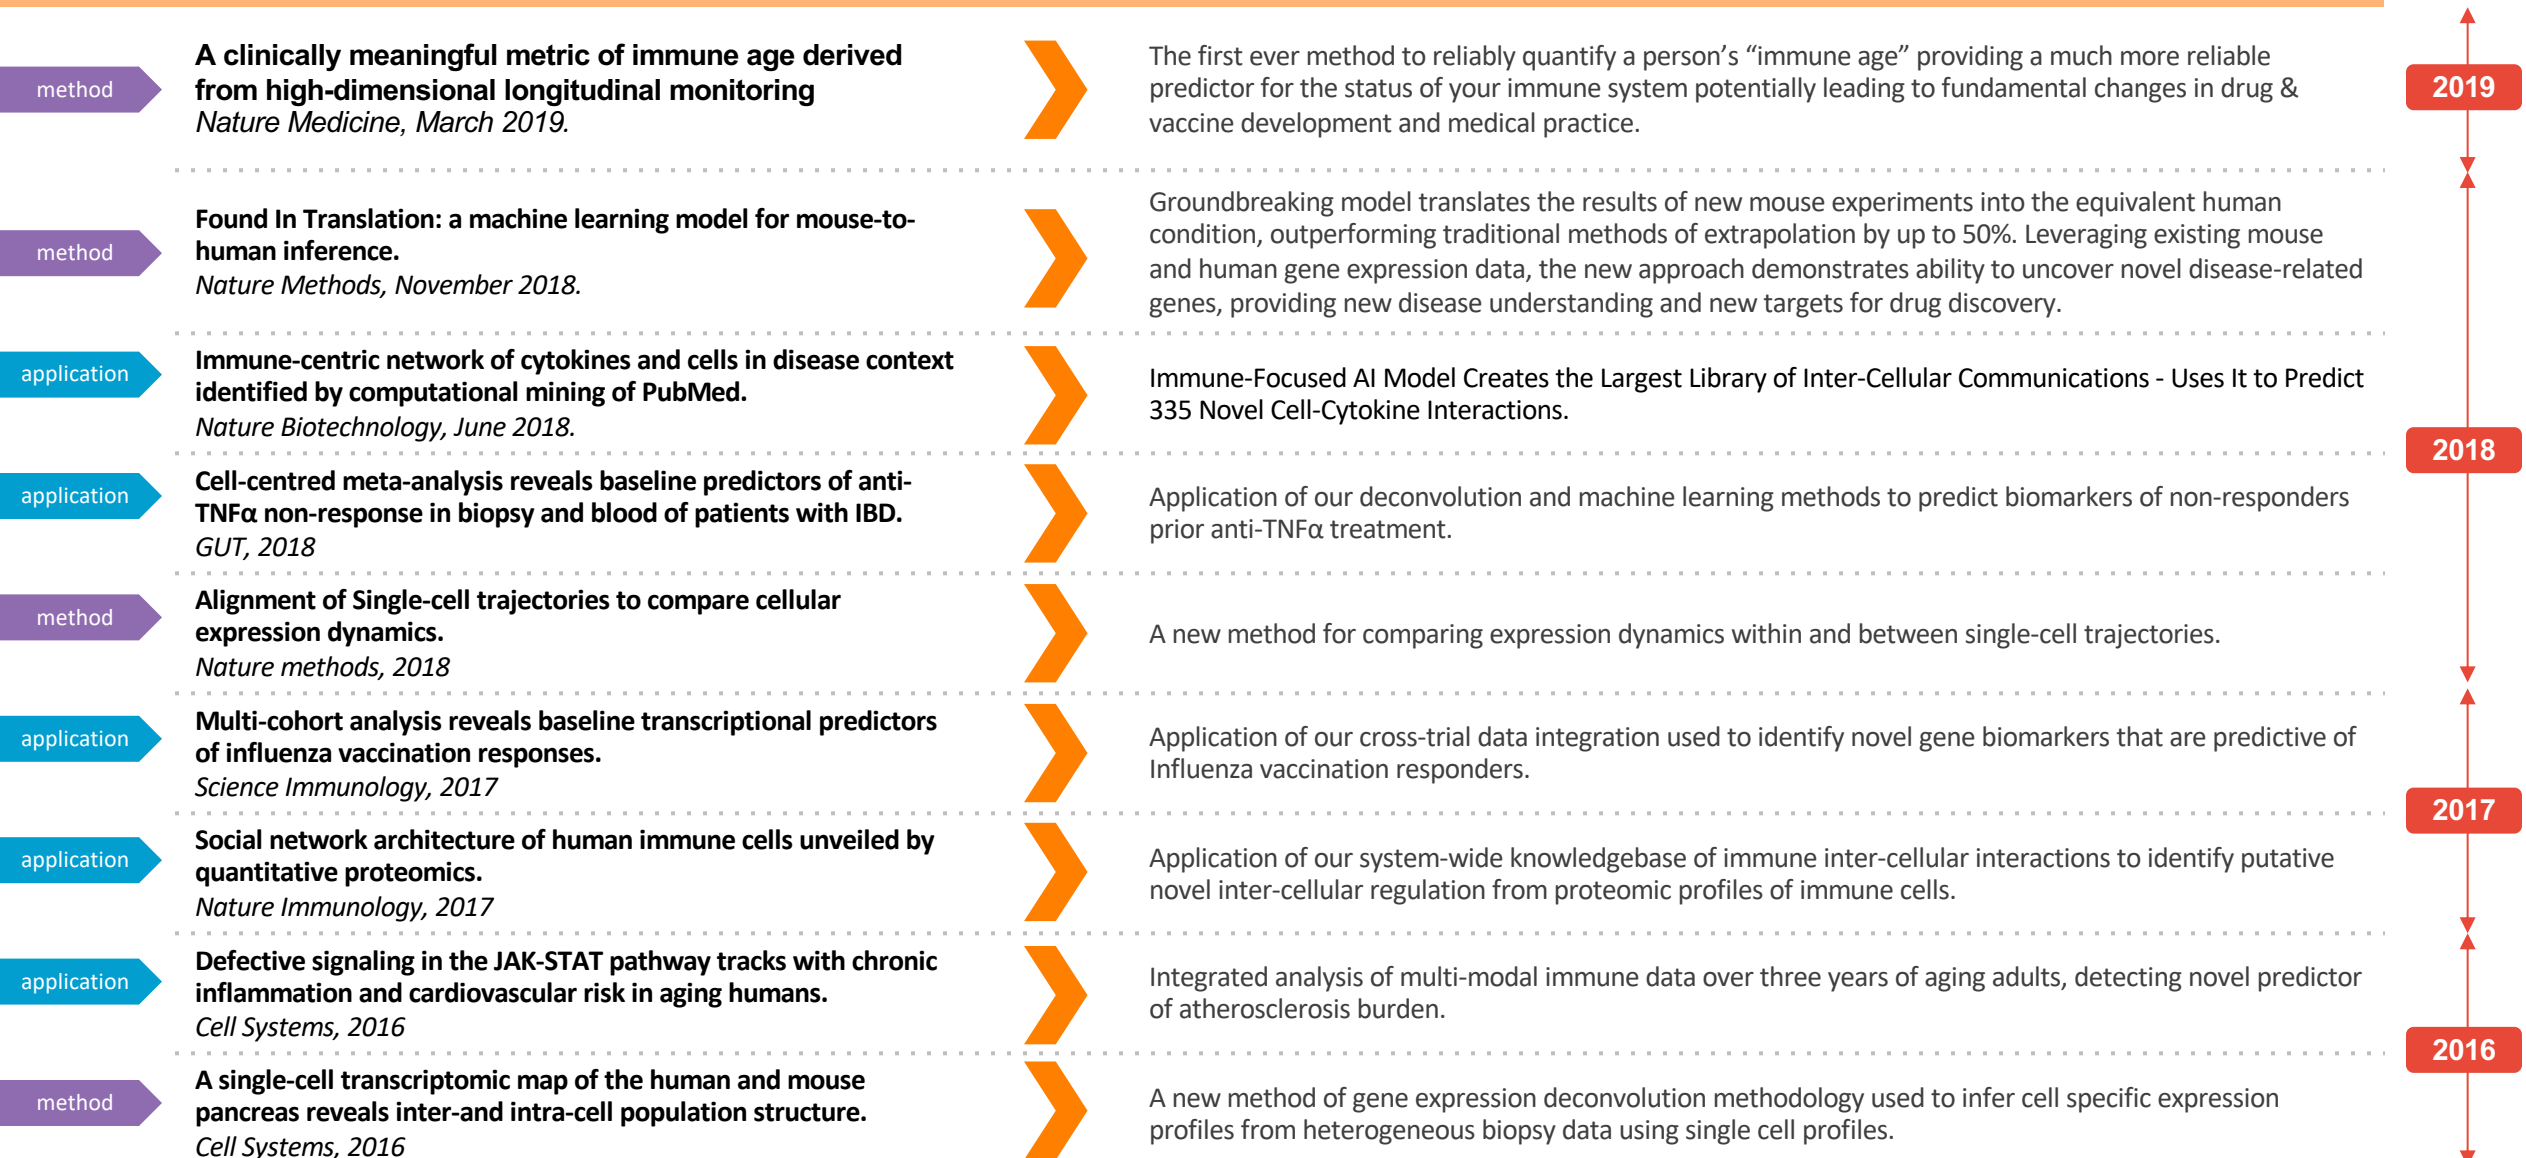 method
A clinically meaningful metric of immune age derived
from high-dimensional longitudinal monitoring
Nature Medicine, March 2019.
The first ever method to reliably quantify a person’s “immune age” providing a much more reliable
predictor for the status of your immune system potentially leading to fundamental changes in drug &
vaccine development and medical practice.
2019
method
Found In Translation: a machine learning model for mouse-to-
human inference.
Nature Methods, November 2018.
Groundbreaking model translates the results of new mouse experiments into the equivalent human
condition, outperforming traditional methods of extrapolation by up to 50%. Leveraging existing mouse
and human gene expression data, the new approach demonstrates ability to uncover novel disease-related
genes, providing new disease understanding and new targets for drug discovery.
application
Immune-centric network of cytokines and cells in disease context
identified by computational mining of PubMed.
Nature Biotechnology, June 2018.
Immune-Focused AI Model Creates the Largest Library of Inter-Cellular Communications - Uses It to Predict
335 Novel Cell-Cytokine Interactions.
2018
application
Cell-centred meta-analysis reveals baseline predictors of anti-
TNFα non-response in biopsy and blood of patients with IBD.
GUT, 2018
Application of our deconvolution and machine learning methods to predict biomarkers of non-responders
prior anti-TNFα treatment.
method
Alignment of Single-cell trajectories to compare cellular
expression dynamics.
Nature methods, 2018
A new method for comparing expression dynamics within and between single-cell trajectories.
application
Multi-cohort analysis reveals baseline transcriptional predictors
of influenza vaccination responses.
Science Immunology, 2017
Application of our cross-trial data integration used to identify novel gene biomarkers that are predictive of
Influenza vaccination responders.
2017
application
Social network architecture of human immune cells unveiled by
quantitative proteomics.
Nature Immunology, 2017
Application of our system-wide knowledgebase of immune inter-cellular interactions to identify putative
novel inter-cellular regulation from proteomic profiles of immune cells.
application
Defective signaling in the JAK-STAT pathway tracks with chronic
inflammation and cardiovascular risk in aging humans.
Cell Systems, 2016
Integrated analysis of multi-modal immune data over three years of aging adults, detecting novel predictor
of atherosclerosis burden.
2016
method
A single-cell transcriptomic map of the human and mouse
pancreas reveals inter-and intra-cell population structure.
Cell Systems, 2016
A new method of gene expression deconvolution methodology used to infer cell specific expression
profiles from heterogeneous biopsy data using single cell profiles.